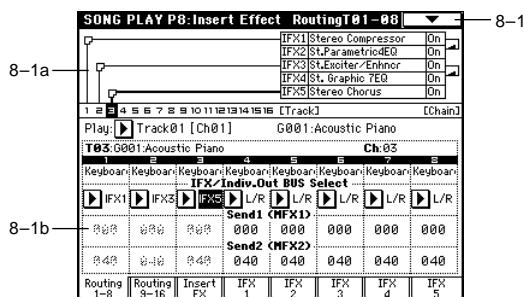 SONG PLAY P8:Insert Effect RoutingT01-08
8-1
IFX1 Stereo Compressor On
IFX2 St.Parametric4EQ On
IFX3 St.Exciter/Enhncr On
8-1a
IFX4 St. Graphic 7EQ On
IFX5 Stereo Chorus On
1 2 3 4 5 6 7 8 9 10 11 12 13 14 15 16 [Track] [Chain]
Play: Track01 [Ch01] G001:Acoustic Piano
T03:G001:Acoustic Piano Ch:03
1 2 3 4 5 6 7 8
Keyboar Keyboar Keyboar Keyboar Keyboar Keyboar Keyboar Keyboar
IFX/Indiv.Out BUS Select
IFX1 IFX3 IFX5 L/R L/R L/R L/R L/R
Send1 (MFX1)
8-1b
000 000 000 000 000 000 000 000
Send2 (MFX2)
040 040 040 040 040 040 040 040
Routing 1-8 Routing 9-16 Insert FX IFX 1 IFX 2 IFX 3 IFX 4 IFX 5